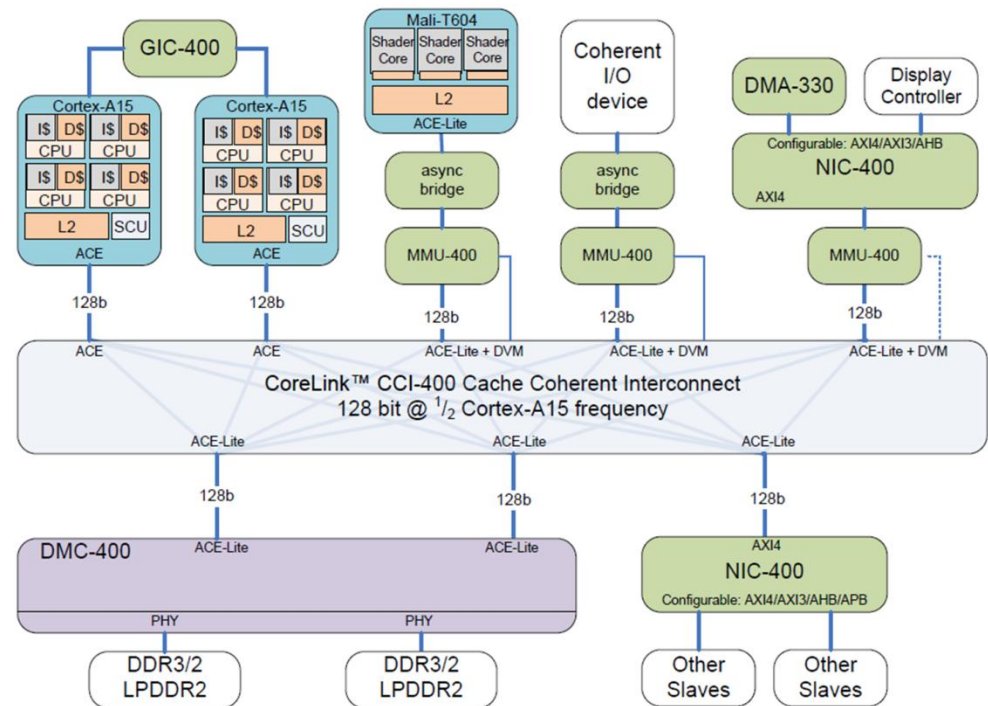 GIC-400
Cortex-A15
I$ D$ I$ D$
CPU CPU
I$ D$ I$ D$
CPU CPU
L2 SCU
ACE
Cortex-A15
I$ D$ I$ D$
CPU CPU
I$ D$ I$ D$
CPU CPU
L2 SCU
ACE
Mali-T604
Shader Shader Shader
Core Core Core
L2
ACE-Lite
async
bridge
MMU-400
Coherent
I/O
device
async
bridge
MMU-400
DMA-330
Display
Controller
Configurable: AXI4/AXI3/AHB
NIC-400
AXI4
MMU-400
128b 128b 128b 128b 128b
ACE ACE ACE-Lite + DVM ACE-Lite + DVM ACE-Lite + DVM
CoreLink™ CCI-400 Cache Coherent Interconnect
128 bit @ 1/2 Cortex-A15 frequency
ACE-Lite ACE-Lite ACE-Lite
128b 128b 128b
DMC-400
ACE-Lite ACE-Lite
PHY PHY
DDR3/2
LPDDR2
DDR3/2
LPDDR2
AXI4
NIC-400
Configurable: AXI4/AXI3/AHB/APB
Other
Slaves
Other
Slaves